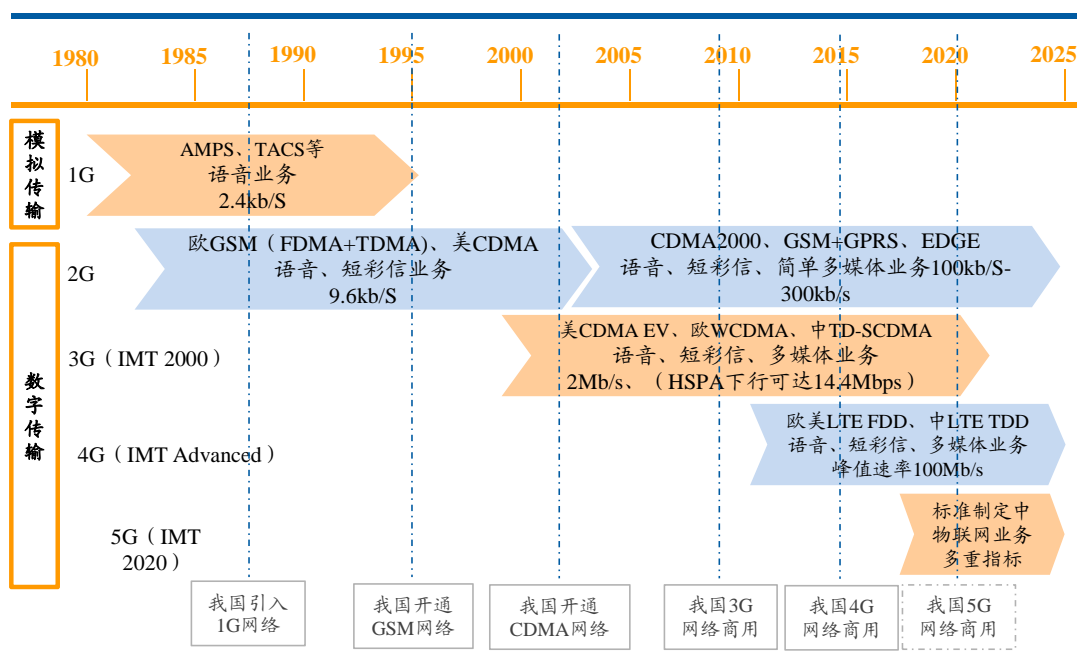 1980 1985 1990 1995 2000 2005 2010 2015 2020 2025
模拟传输
1G
AMPS、TACS等
语音业务
2.4kb/S
数字传输
2G
欧GSM（FDMA+TDMA)、美CDMA
语音、短彩信业务
9.6kb/S
CDMA2000、GSM+GPRS、EDGE
语音、短彩信、简单多媒体业务100kb/S-
300kb/s
3G（IMT 2000）
美CDMA EV、欧WCDMA、中TD-SCDMA
语音、短彩信、多媒体业务
2Mb/s、（HSPA下行可达14.4Mbps）
4G（IMT Advanced）
欧美LTE FDD、中LTE TDD
语音、短彩信、多媒体业务
峰值速率100Mb/s
5G（IMT
2020）
标准制定中
物联网业务
多重指标
我国引入
1G网络
我国开通
GSM网络
我国开通
CDMA网络
我国3G
网络商用
我国4G
网络商用
我国5G
网络商用